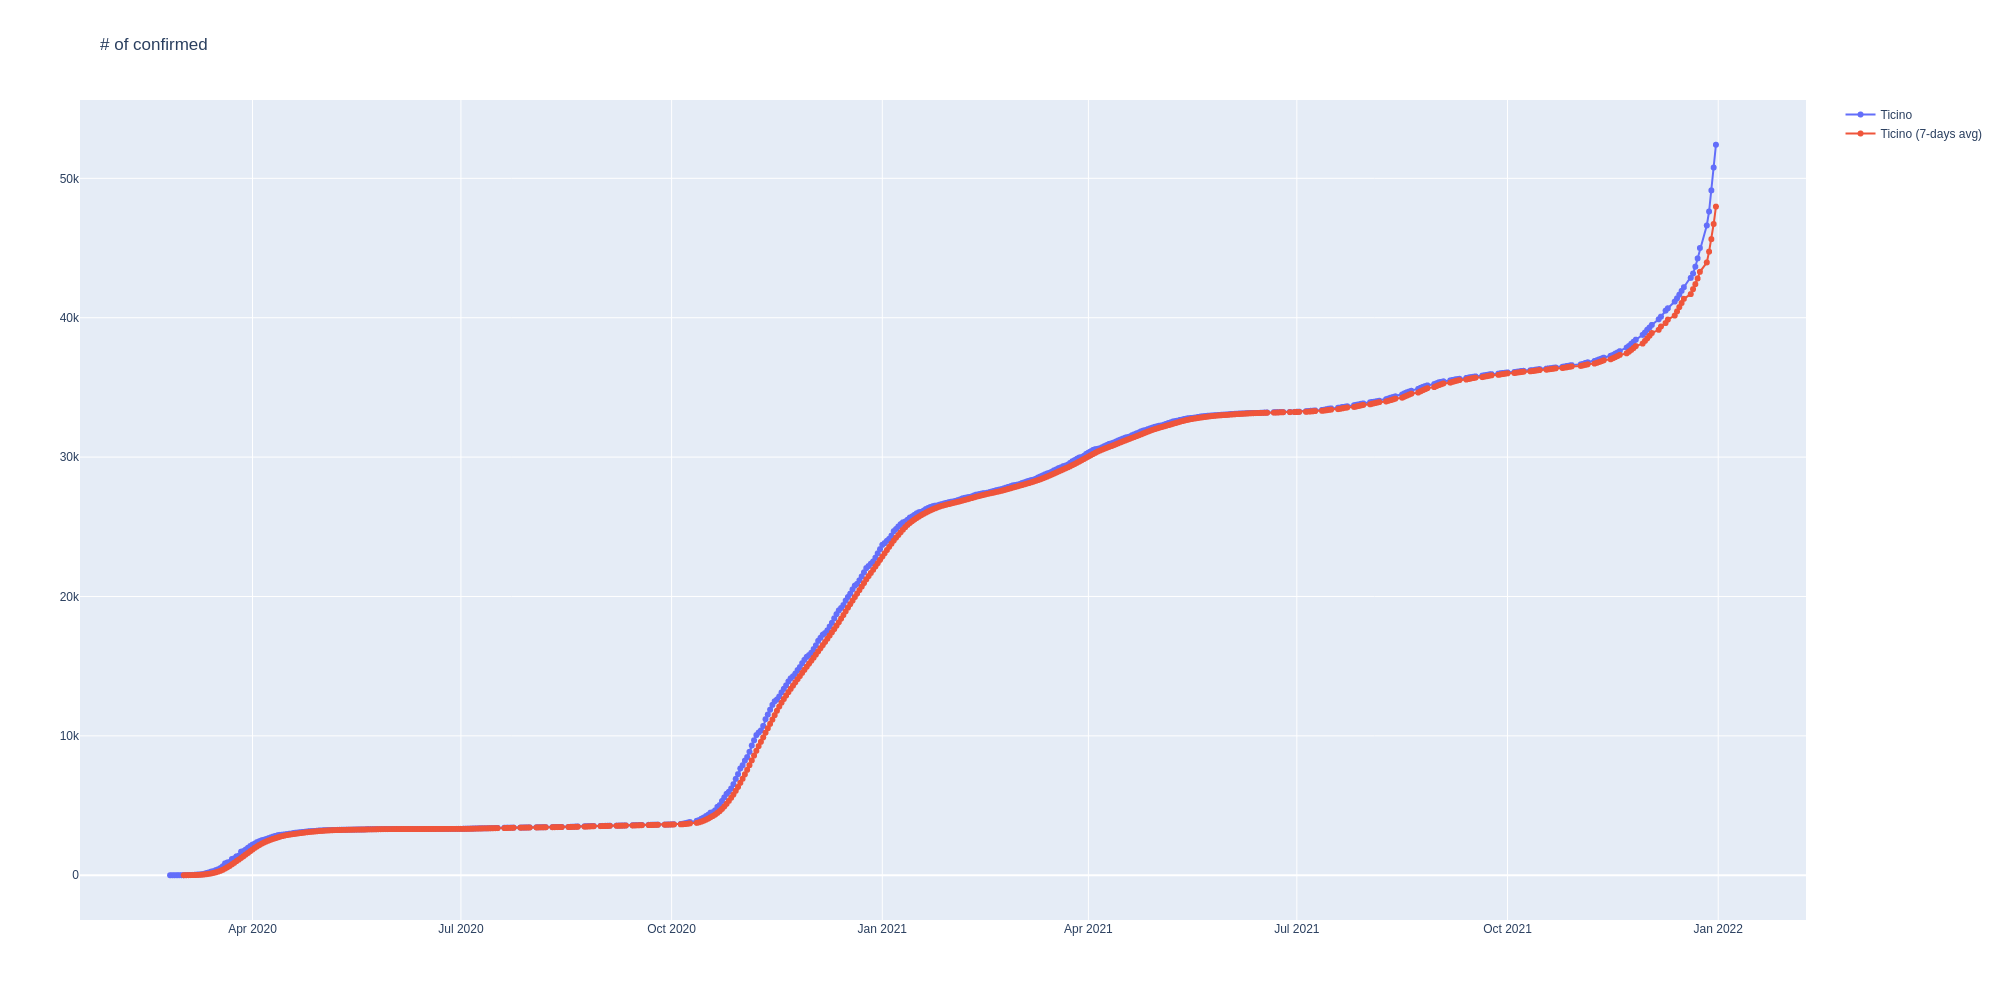 # of confirmed
Ticino
Ticino (7-days avg)
50k
40k
30k
20k
10k
0
Apr 2020
Jul 2020
Oct 2020
Jan 2021
Apr 2021
Jul 2021
Oct 2021
Jan 2022